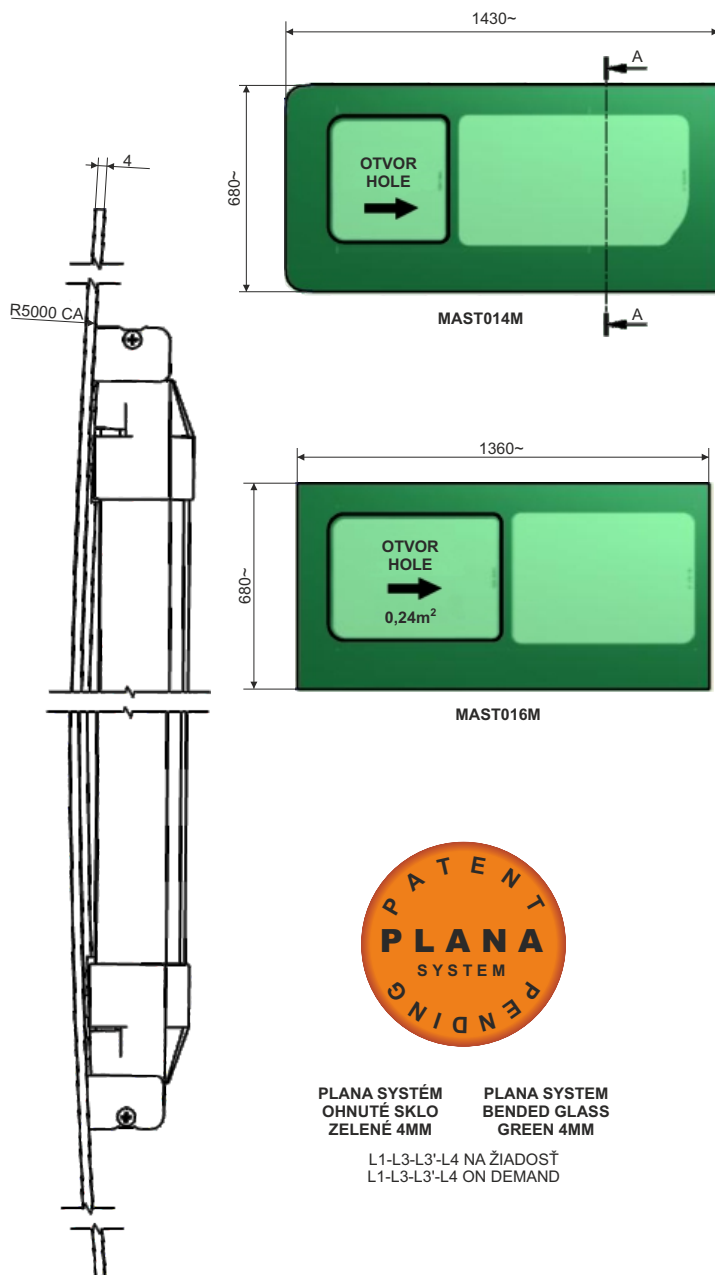 1430~
A
680~
OTVOR
HOLE
A
MAST014M
4
R5000 CA
1360~
680~
OTVOR
HOLE
0,24m²
MAST016M
PATENT
PLANA
SYSTEM
PENDING
PLANA SYSTÉM
OHNUTÉ SKLO
ZELENÉ 4MM
PLANA SYSTEM
BENDED GLASS
GREEN 4MM
L1-L3-L3'-L4 NA ŽIADOSŤ
L1-L3-L3'-L4 ON DEMAND